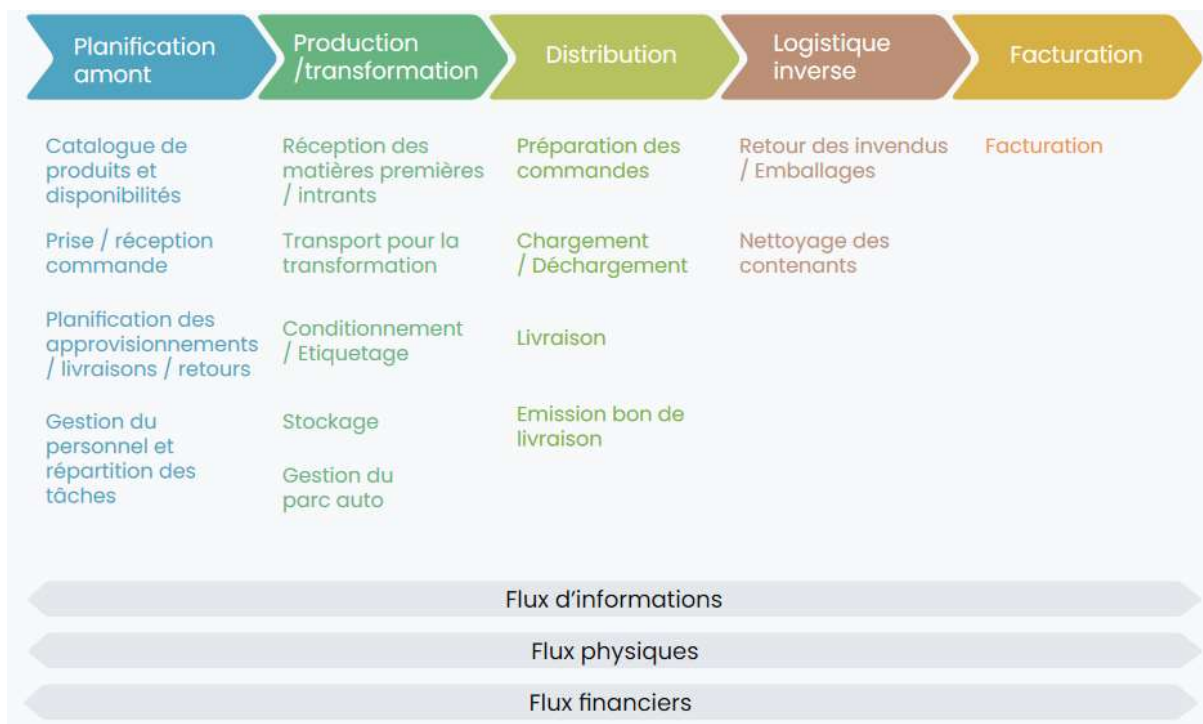 Planification
amont
Production
/transformation
Distribution
Logistique
inverse
Facturation
Catalogue de
produits et
disponibilités
Prise / réception
commande
Planification des
approvisionnements
/ livraisons / retours
Gestion du
personnel et
répartition des
tâches
Réception des
matières premières
/ intrants
Transport pour la
transformation
Conditionnement
/ Etiquetage
Stockage
Gestion du
parc auto
Préparation des
commandes
Chargement
/ Déchargement
Livraison
Emission bon de
livraison
Retour des invendus
/ Emballages
Nettoyage des
contenants
Facturation
Flux d’informations
Flux physiques
Flux financiers